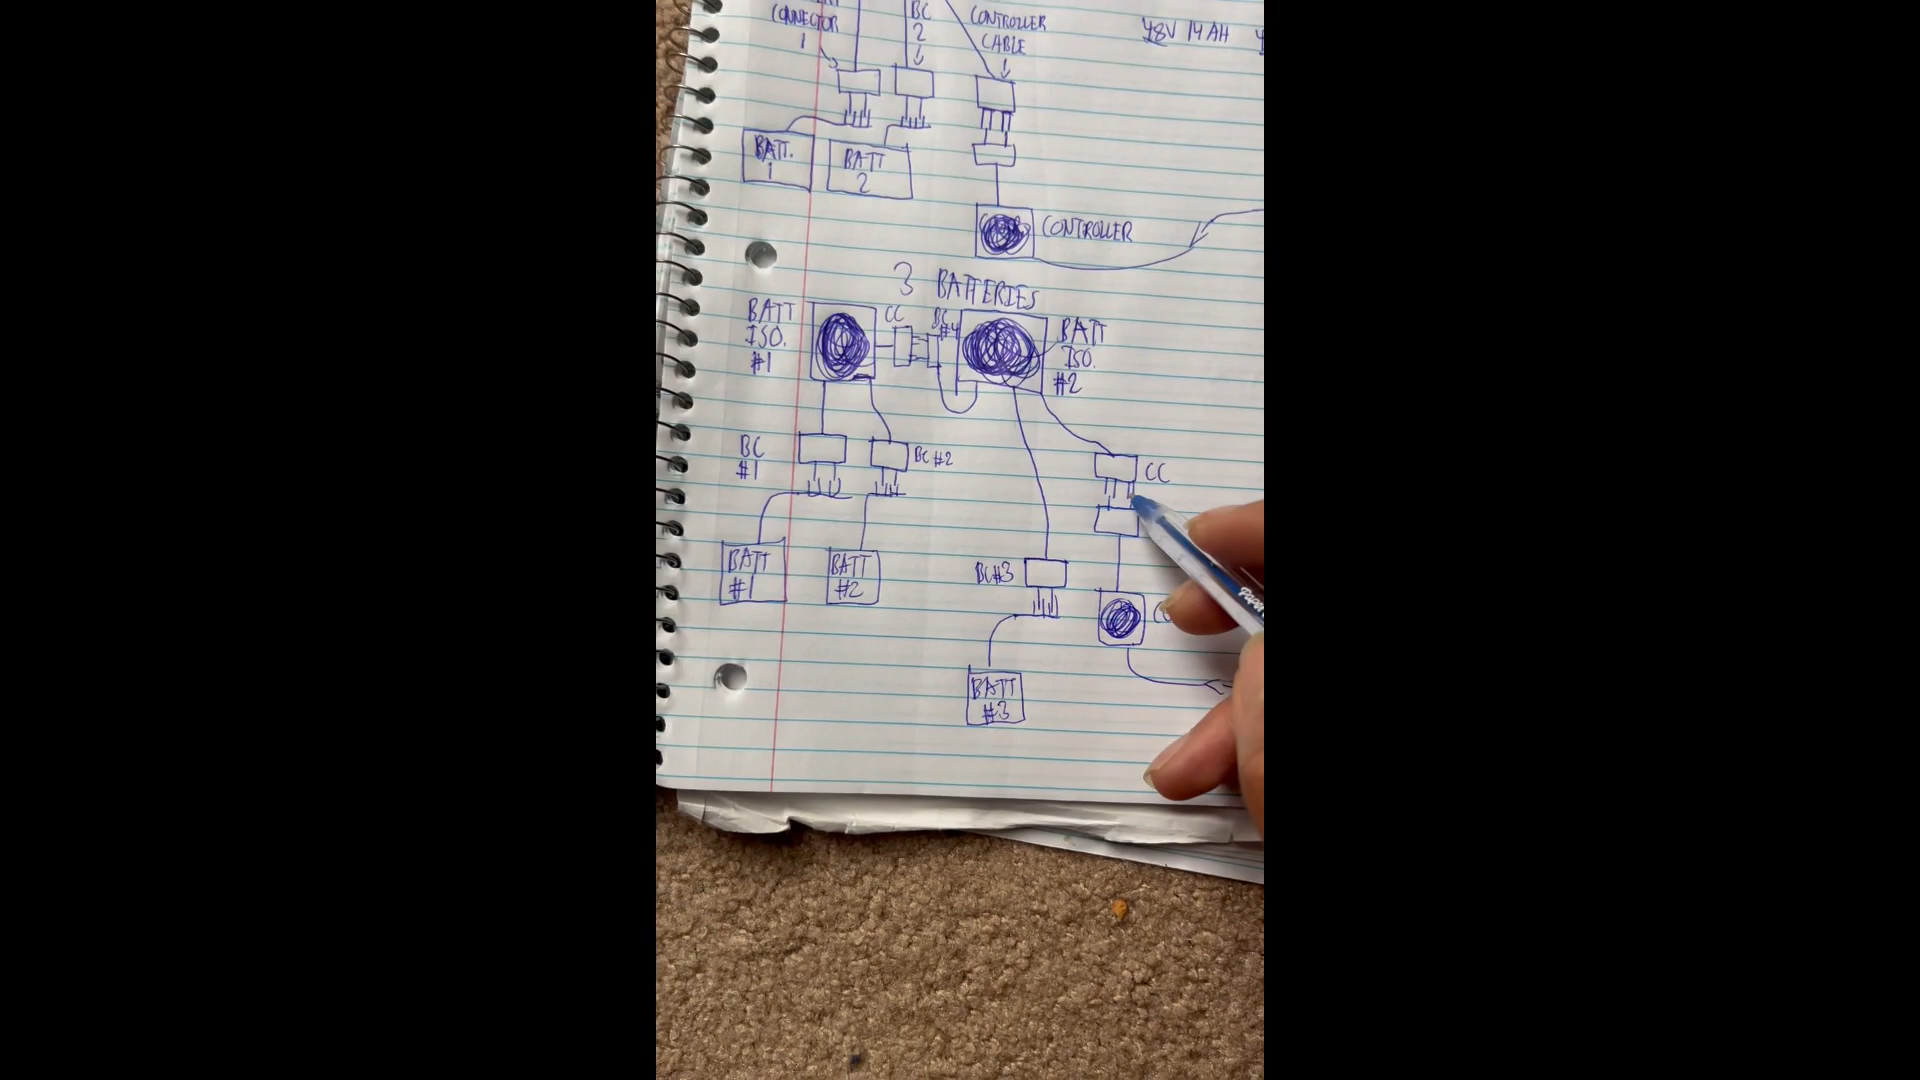 CONNECTOR
1
BC
2
CONTROLLER
CABLE
48V 14AH
BATT.
1
BATT
2
CONTROLLER
3 BATTERIES
BATT
ISO.
#1
CC
BC
#4
BATT
ISO.
#2
BC
#1
BC #2
CC
BATT
#1
BATT
#2
BC#3
BATT
#3